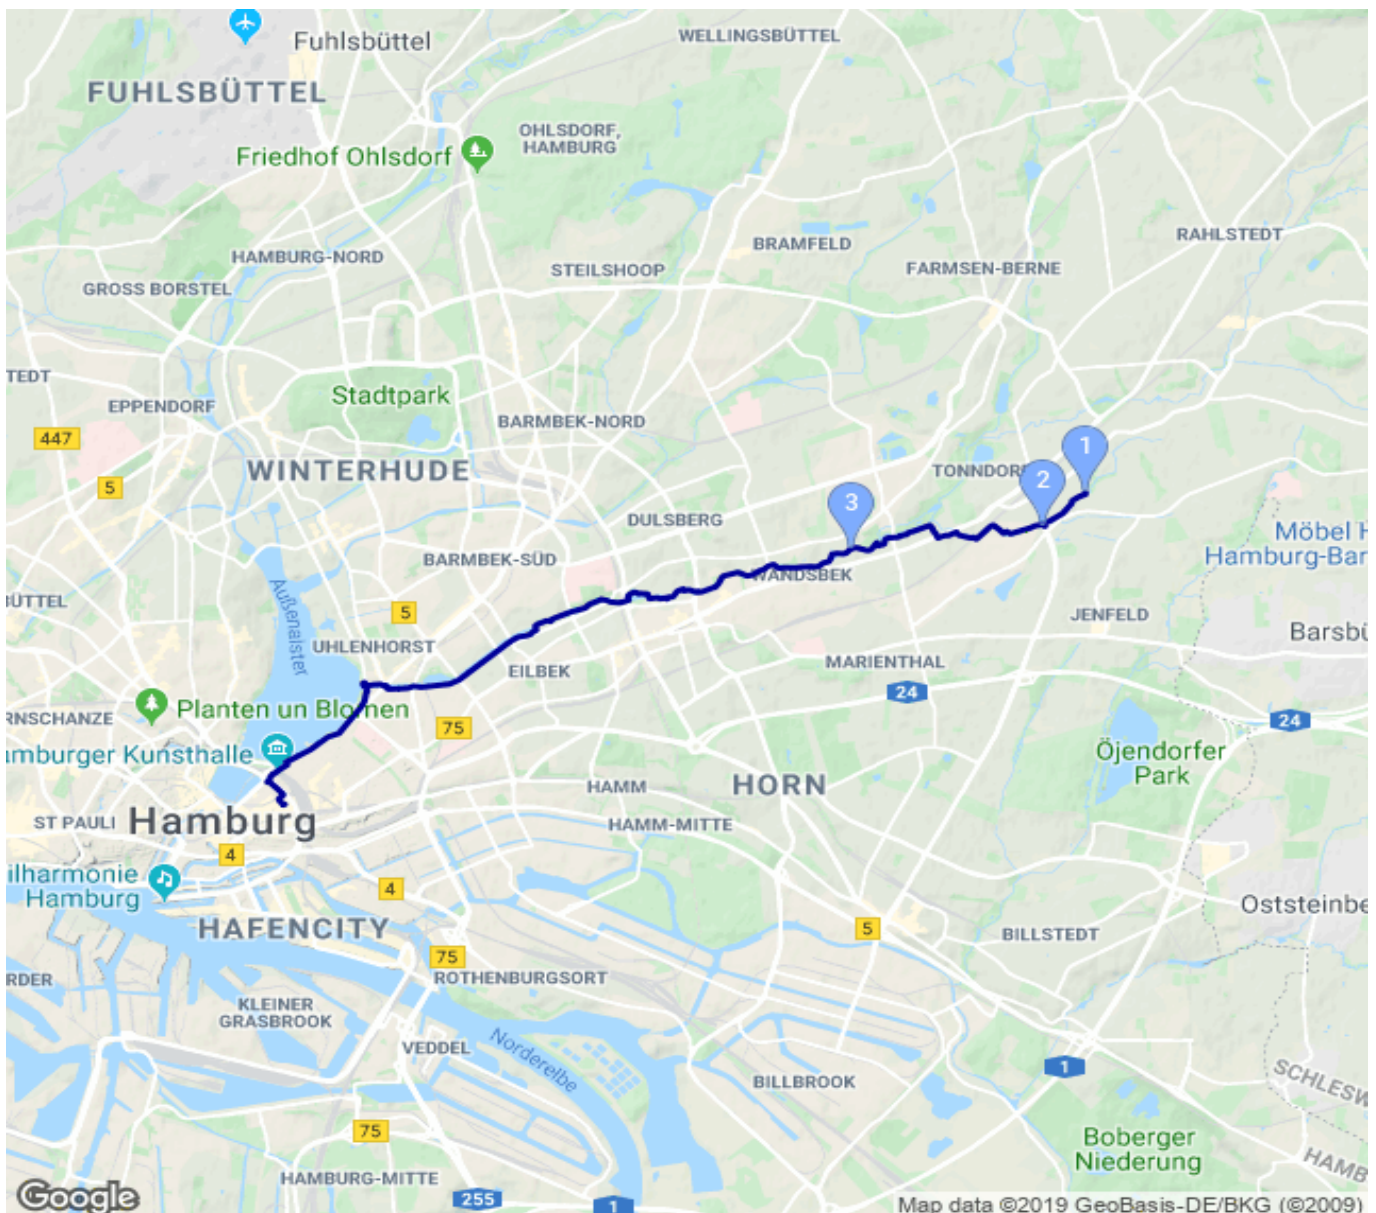 Fuhlsbüttel
WELLINGSBÜTTEL
FUHLSBÜTTEL
OHLSDORF,
HAMBURG
Friedhof Ohlsdorf
RAHLSTEDT
BRAMFELD
HAMBURG-NORD
STEILSHOOP
FARMSEN-BERNE
GROSS BORSTEL
TEDT
Stadtpark
EPPENDORF
BARMBEK-NORD
447
1
WINTERHUDE
TONNDOR
2
5
3
DULSBERG
Möbel H
Hamburg-Bar
BARMBEK-SÜD
WANDSBEK
BÜTTEL
Außenalster
5
JENFELD
Barsbü
UHLENHORST
EILBEK
MARIENTHAL
24
Planten un Blomen
RNSCHANZE
24
75
amburger Kunsthalle
Öjendorfer
Park
HORN
HAMM
ST PAULI
Hamburg
HAMM-MITTE
4
ilharmonie
Hamburg
4
Oststeinbe
HAFENCITY
5
BILLSTEDT
75
RDER
ROTHENBURGSORT
KLEINER
GRASBROOK
VEDDEL
Norderelbe
1
BILLBROOK
SCHLESW
75
Boberger
Niederung
HAMB
HAMBURG-MITTE
255
1
Google
Map data ©2019 GeoBasis-DE/BKG (©2009)